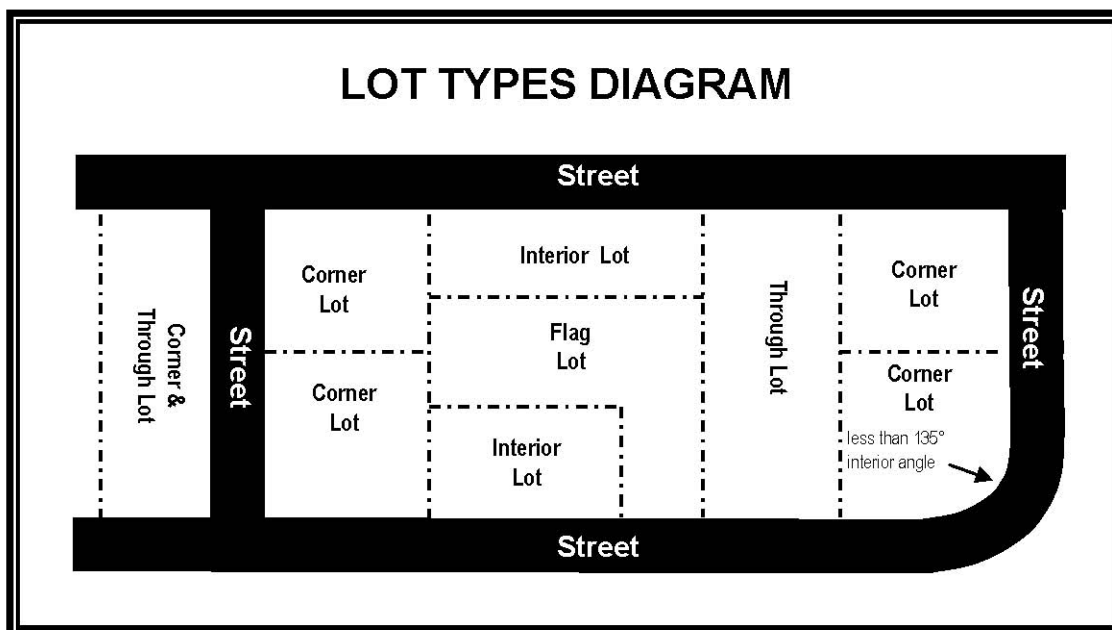 LOT TYPES DIAGRAM
Street
Corner &
Through Lot
Street
Corner
Lot
Corner
Lot
Interior Lot
Flag
Lot
Interior
Lot
Through Lot
Corner
Lot
Corner
Lot
less than 135°
interior angle
Street
Street